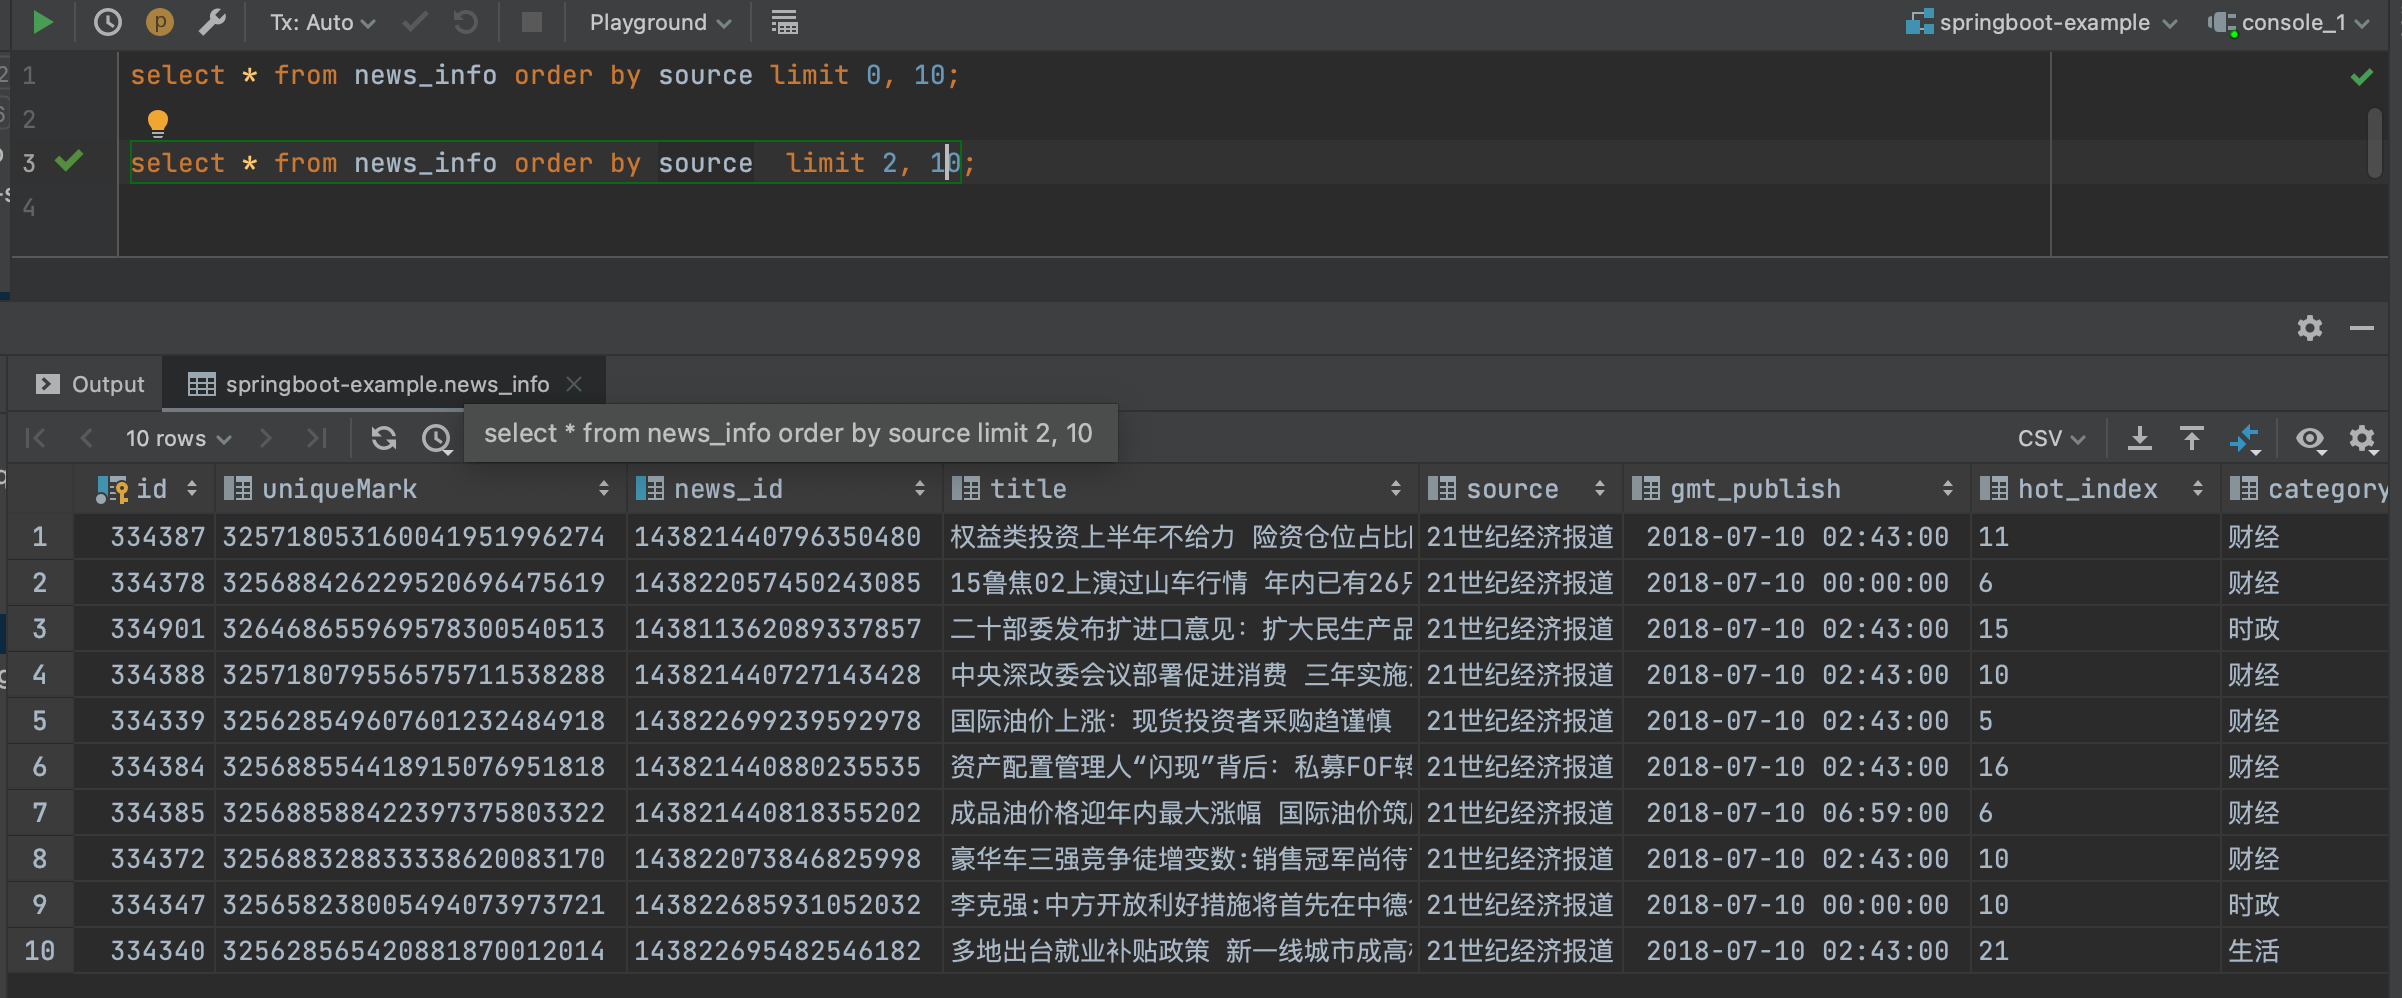 Tx: Auto Playground springboot-example console_1
1 select * from news_info order by source limit 0, 10;
2
3 select * from news_info order by source  limit 2, 10;
4
Output springboot-example.news_info
10 rows select * from news_info order by source limit 2, 10 CSV
id uniqueMark news_id title source gmt_publish hot_index category
1 334387 325718053160041951996274 143821440796350480 权益类投资上半年不给力 险资仓位占比 21世纪经济报道 2018-07-10 02:43:00 11 财经
2 334378 325688426229520696475619 143822057450243085 15鲁焦02上演过山车行情 年内已有26 21世纪经济报道 2018-07-10 00:00:00 6 财经
3 334901 326468655969578300540513 143811362089337857 二十部委发布扩进口意见：扩大民生产品 21世纪经济报道 2018-07-10 02:43:00 15 时政
4 334388 325718079556575711538288 143821440727143428 中央深改委会议部署促进消费 三年实施 21世纪经济报道 2018-07-10 02:43:00 10 财经
5 334339 325628549607601232484918 143822699239592978 国际油价上涨：现货投资者采购趋谨慎 21世纪经济报道 2018-07-10 02:43:00 5 财经
6 334384 325688554418915076951818 143821440880235535 资产配置管理人“闪现”背后：私募FOF转 21世纪经济报道 2018-07-10 02:43:00 16 财经
7 334385 325688588422397375803322 143821440818355202 成品油价格迎年内最大涨幅 国际油价筑 21世纪经济报道 2018-07-10 06:59:00 6 财经
8 334372 325688328833338620083170 143822073846825998 豪华车三强竞争徒增变数:销售冠军尚待 21世纪经济报道 2018-07-10 02:43:00 10 财经
9 334347 325658238005494073973721 143822685931052032 李克强:中方开放利好措施将首先在中德 21世纪经济报道 2018-07-10 00:00:00 10 时政
10 334340 325628565420881870012014 143822695482546182 多地出台就业补贴政策 新一线城市成高 21世纪经济报道 2018-07-10 02:43:00 21 生活